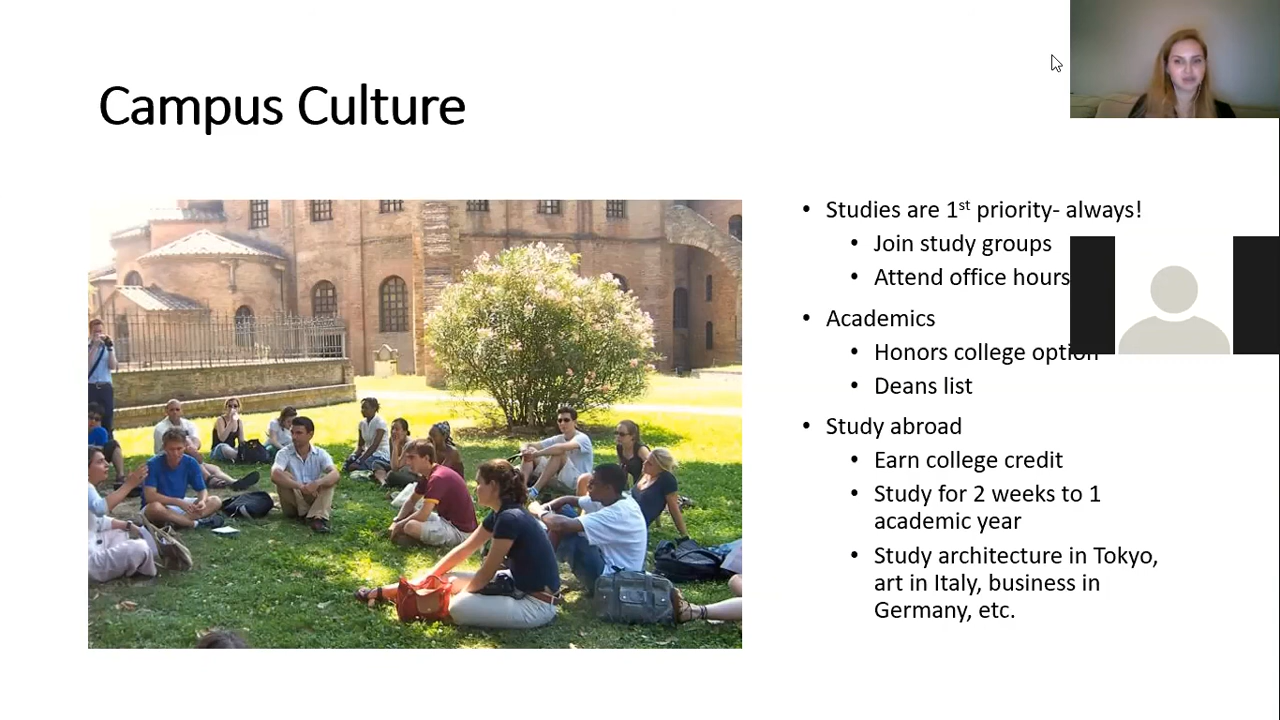 Campus Culture
• Studies are 1st priority- always!
• Join study groups
• Attend office hours
• Academics
• Honors college option
• Deans list
• Study abroad
• Earn college credit
• Study for 2 weeks to 1
academic year
• Study architecture in Tokyo,
art in Italy, business in
Germany, etc.